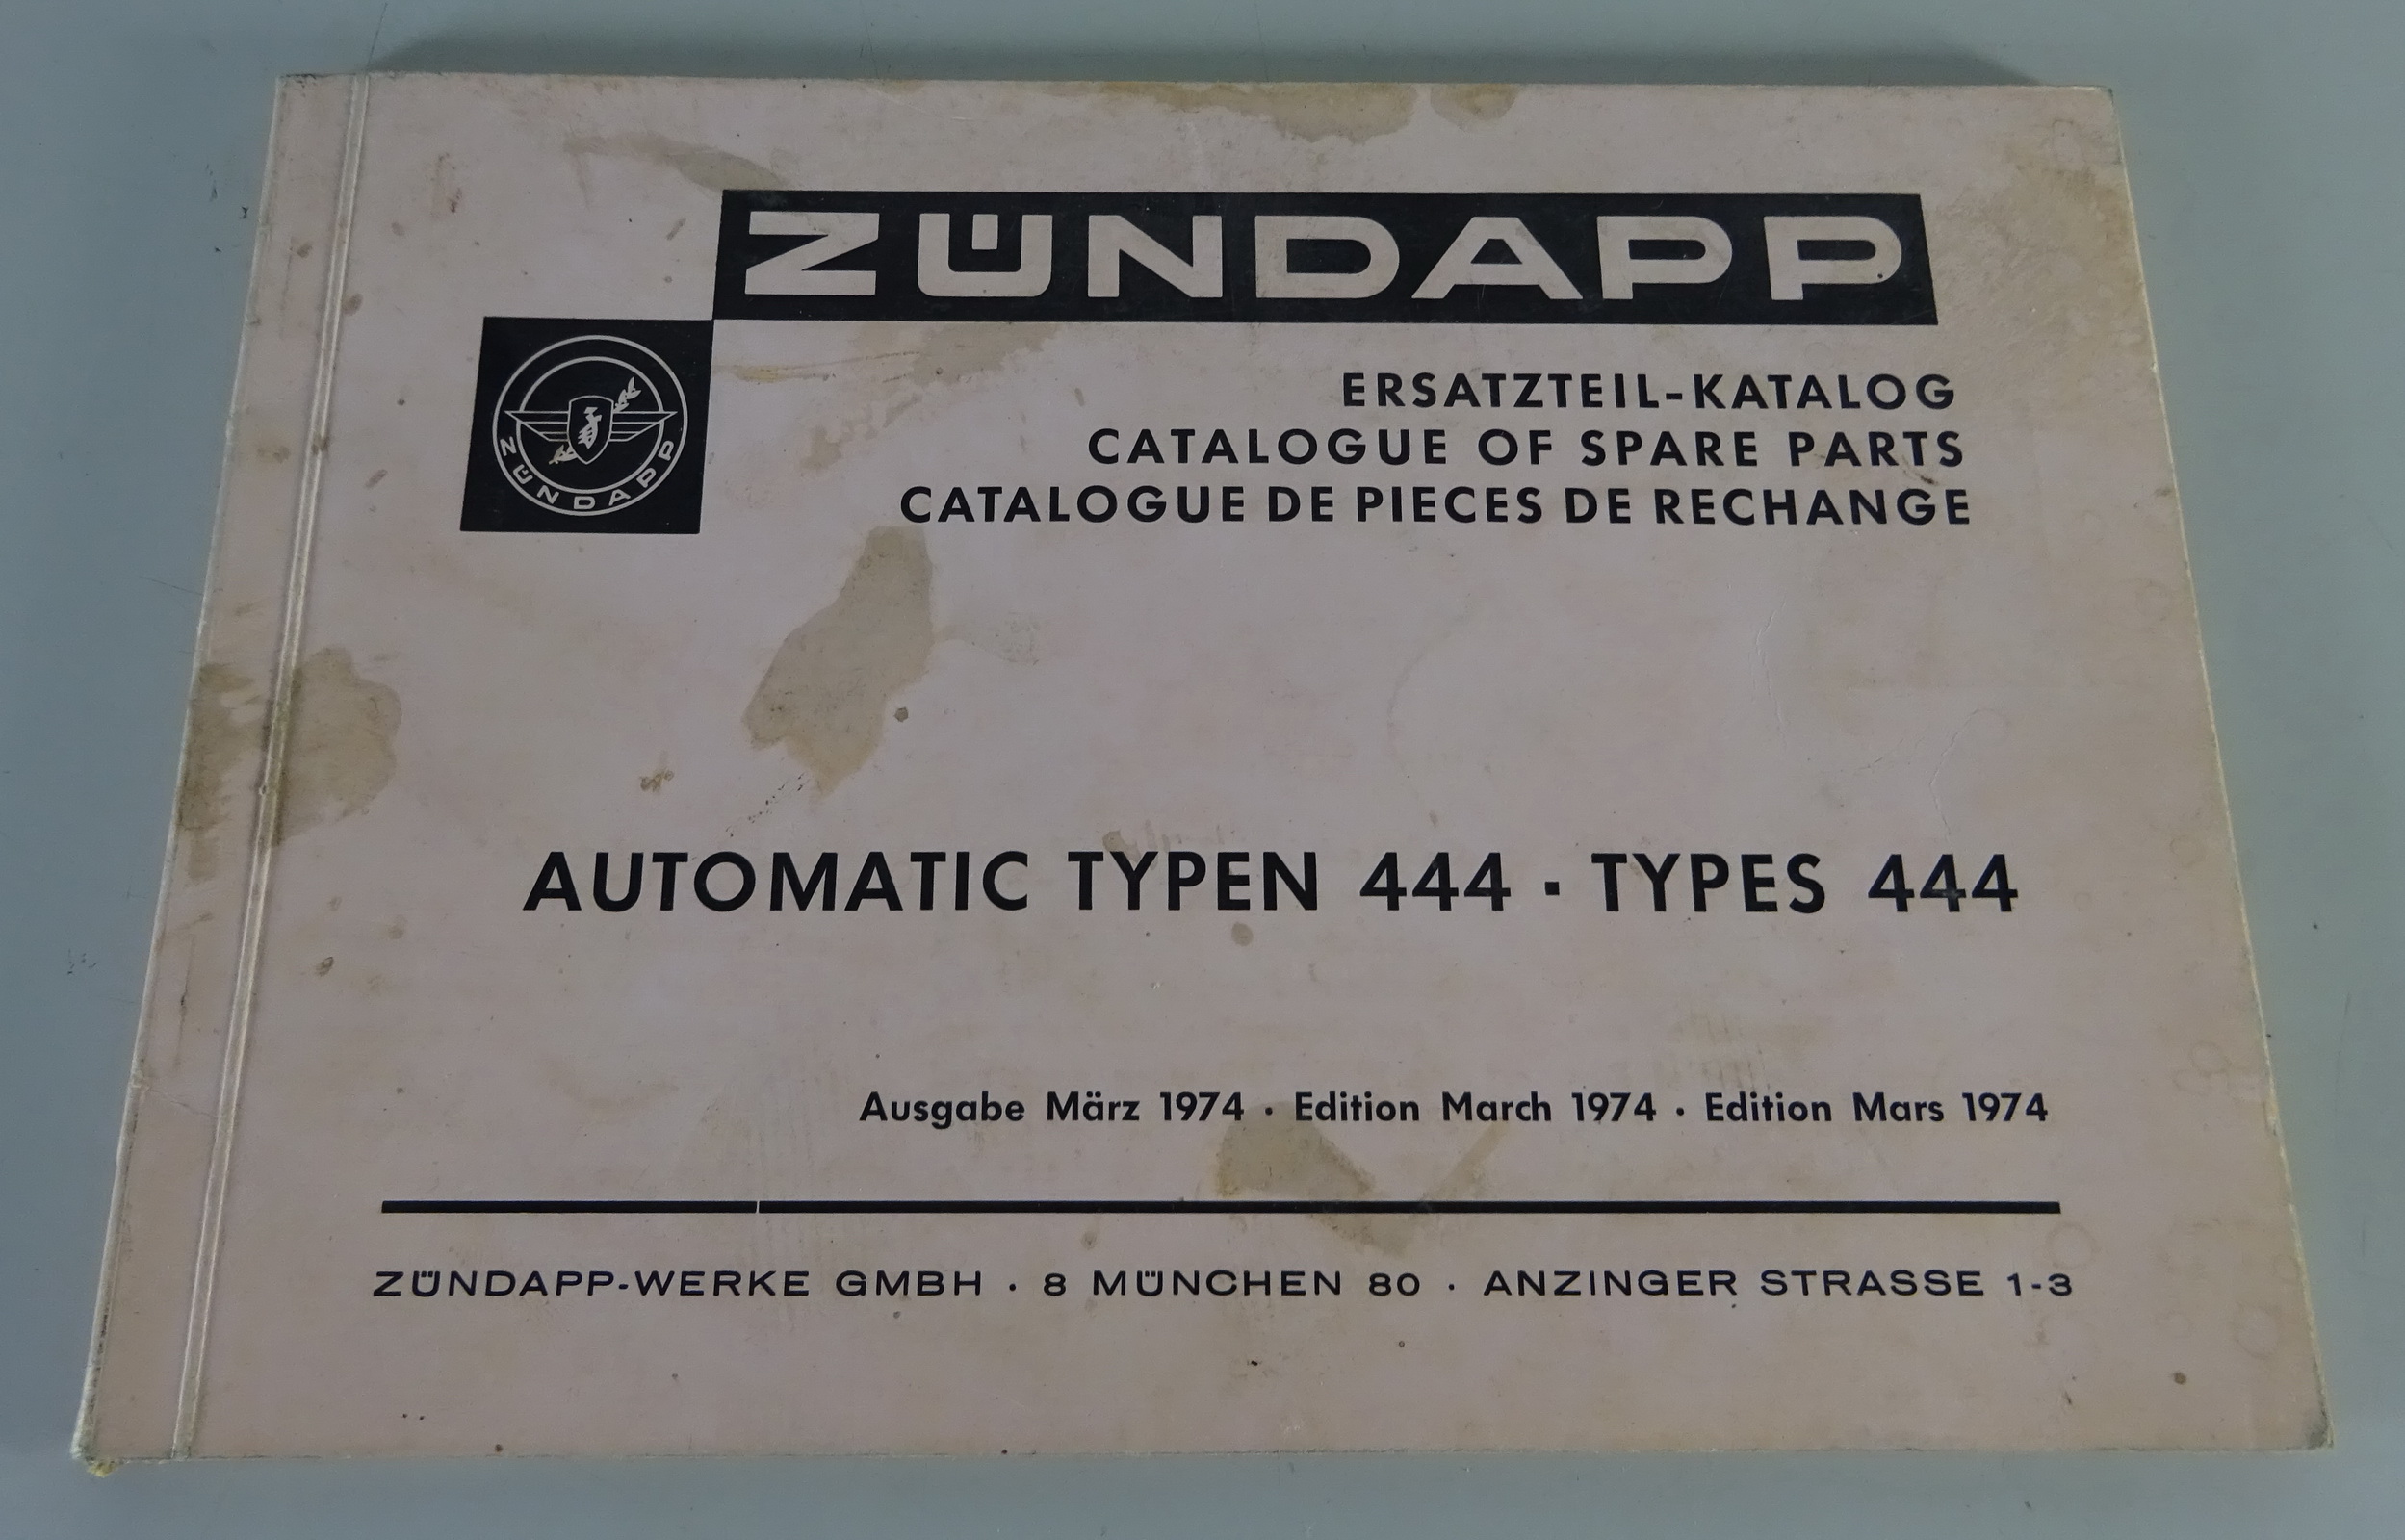 ZÜNDAPP
ZÜNDAPP
ERSATZTEIL-KATALOG
CATALOGUE OF SPARE PARTS
CATALOGUE DE PIECES DE RECHANGE
AUTOMATIC TYPEN 444 · TYPES 444
Ausgabe März 1974 · Edition March 1974 · Edition Mars 1974
ZÜNDAPP-WERKE GMBH · 8 MÜNCHEN 80 · ANZINGER STRASSE 1-3